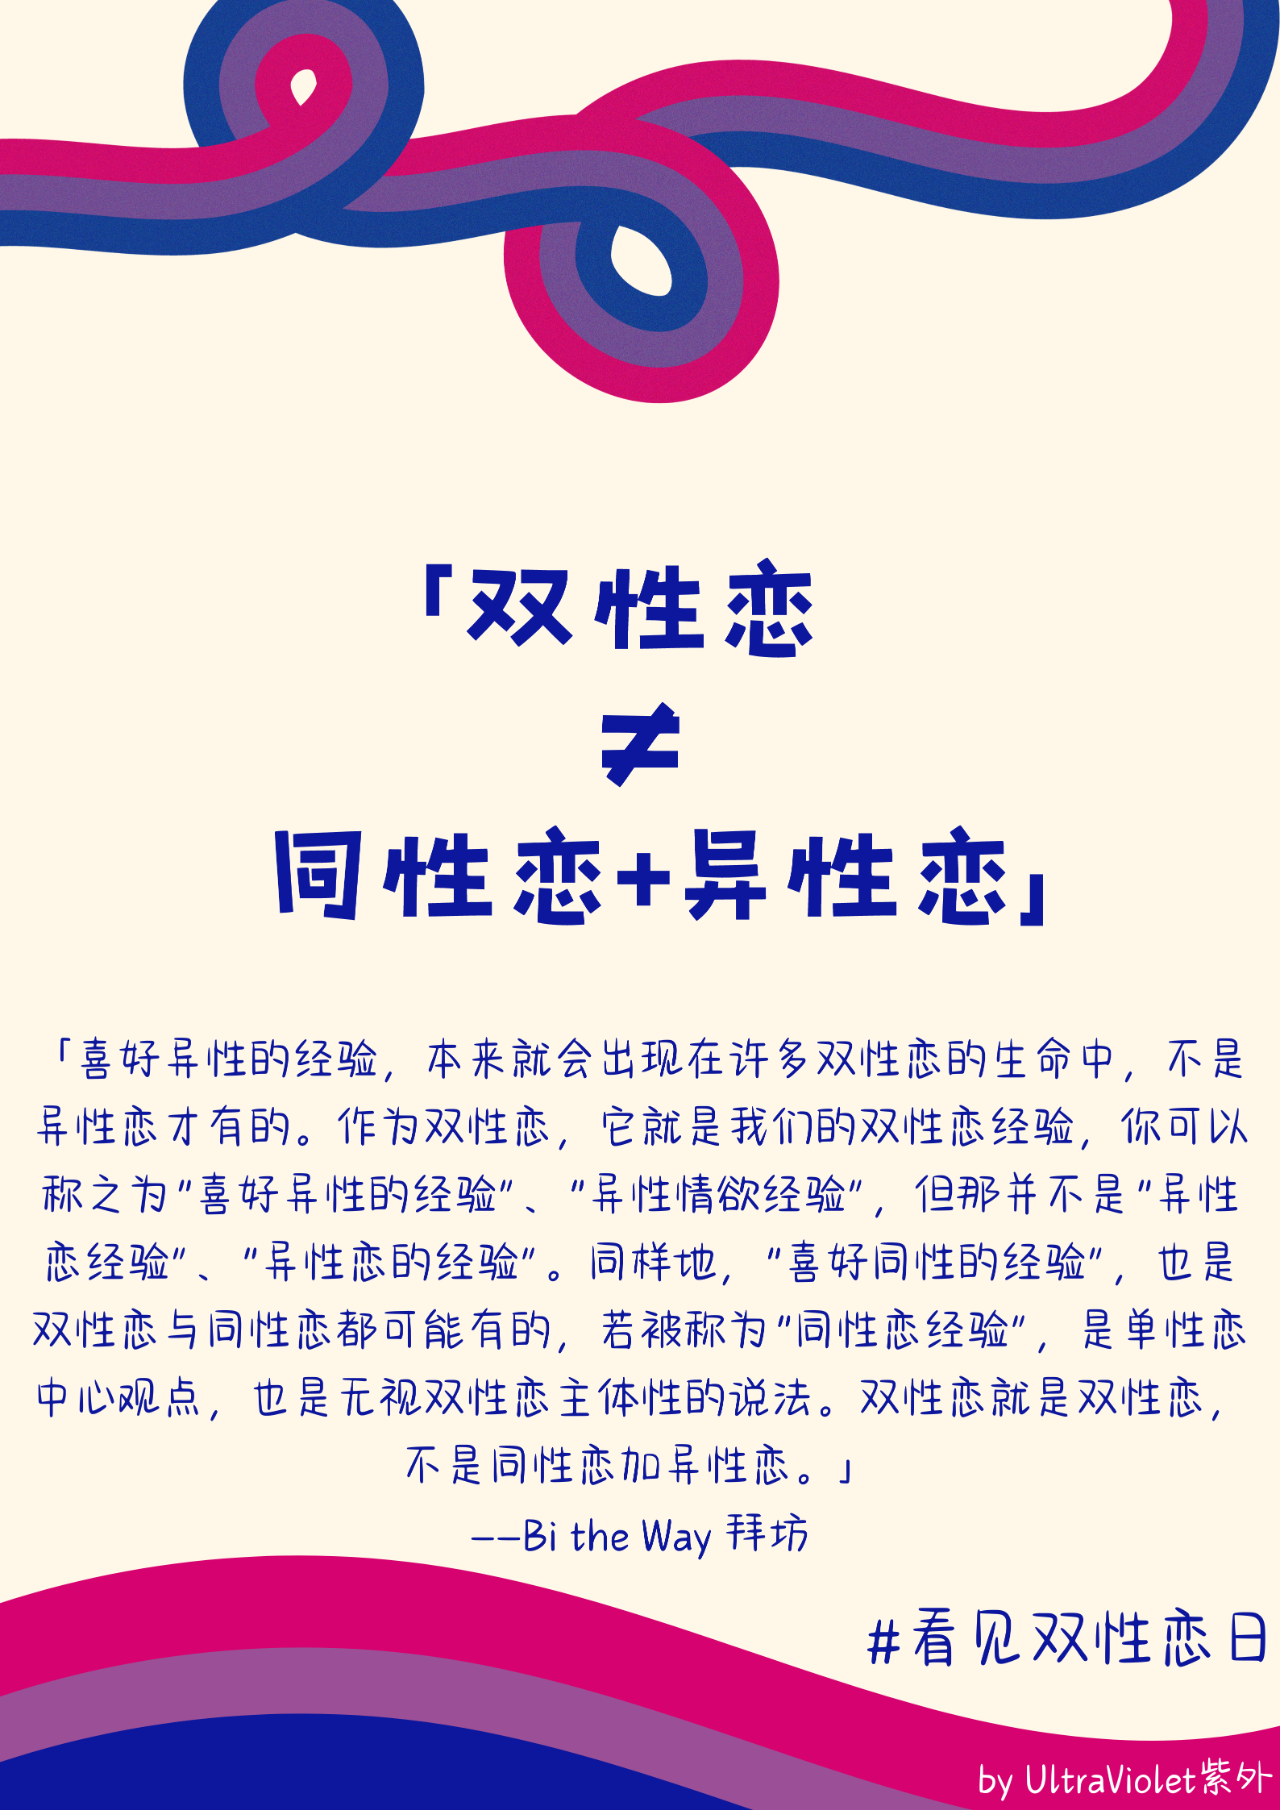 「双性恋
≠
同性恋+异性恋」
「喜好异性的经验，本来就会出现在许多双性恋的生命中，不是
异性恋才有的。作为双性恋，它就是我们的双性恋经验，你可以
称之为"喜好异性的经验"、"异性情欲经验"，但那并不是"异性
恋经验"、"异性恋的经验"。同样地，"喜好同性的经验"，也是
双性恋与同性恋都可能有的，若被称为"同性恋经验"，是单性恋
中心观点，也是无视双性恋主体性的说法。双性恋就是双性恋，
不是同性恋加异性恋。」
——Bi the Way 拜坊
#看见双性恋日
by UltraViolet紫外